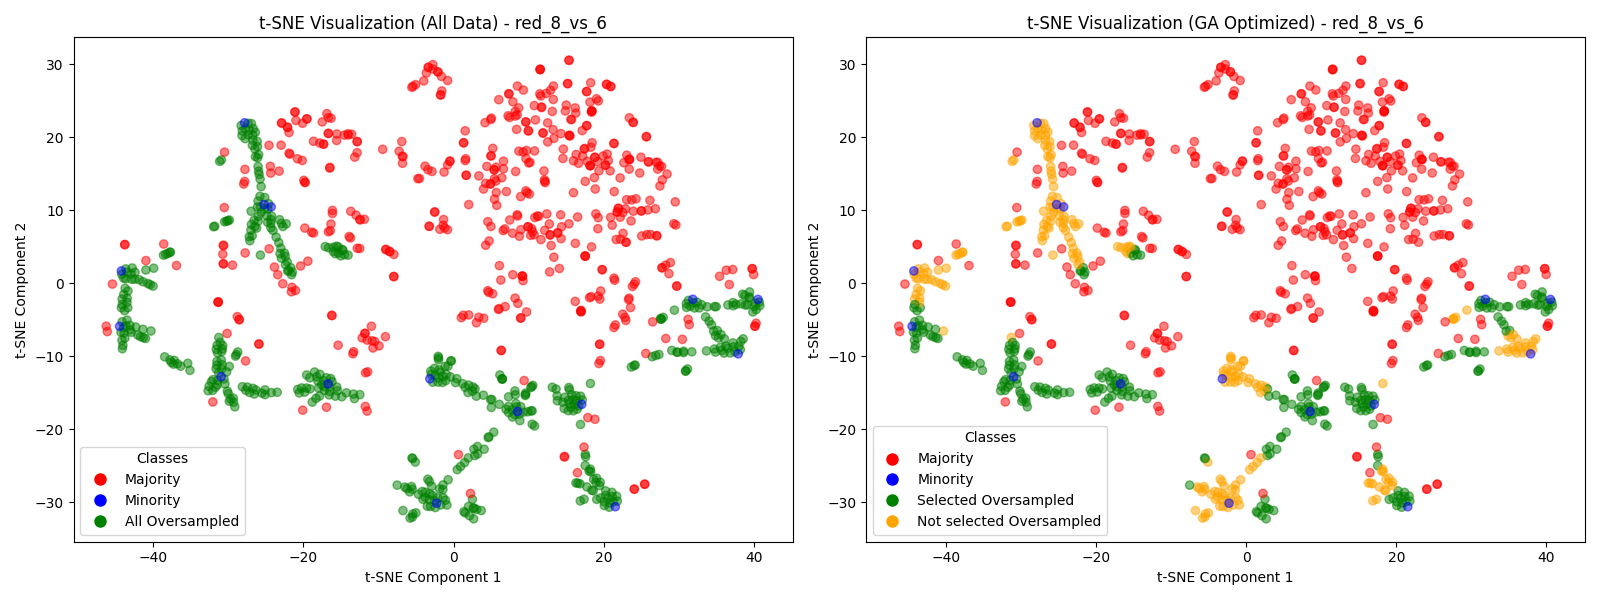 t-SNE Visualization (All Data) - red_8_vs_6
t-SNE Component 2
30
20
10
0
−10
−20
−30
−40
−20
0
20
40
t-SNE Component 1
Classes
Majority
Minority
All Oversampled
t-SNE Visualization (GA Optimized) - red_8_vs_6
t-SNE Component 2
30
20
10
0
−10
−20
−30
−40
−20
0
20
40
t-SNE Component 1
Classes
Majority
Minority
Selected Oversampled
Not selected Oversampled